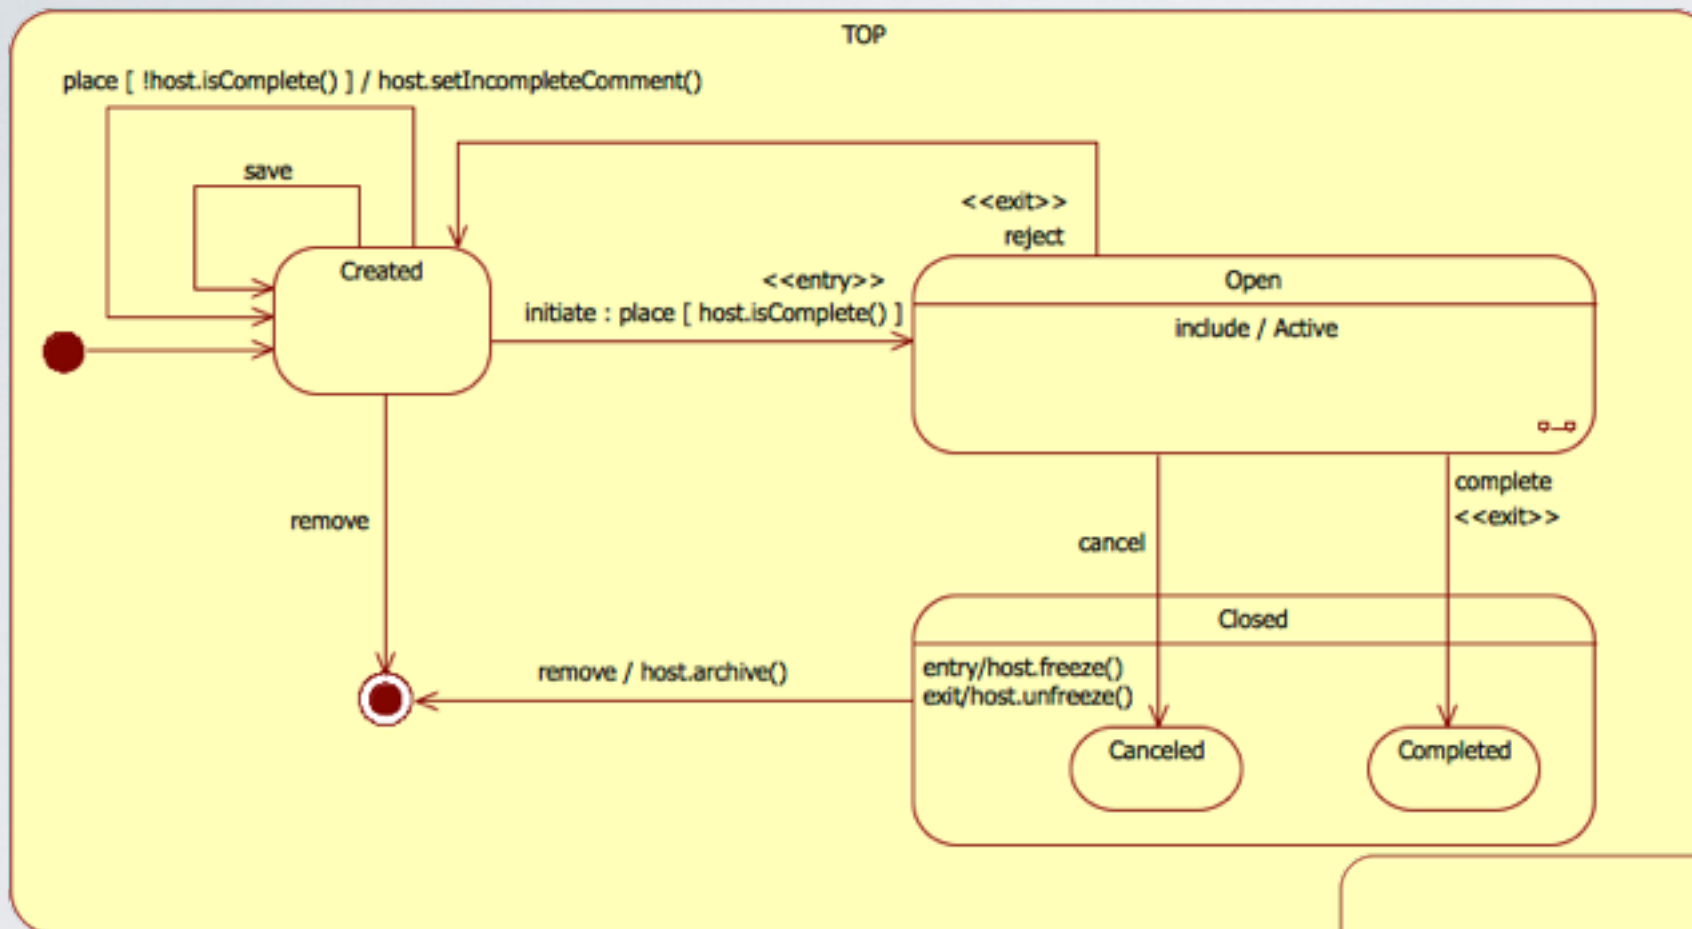 TOP
place [ !host.isComplete() ] / host.setIncompleteComment()
save
<<exit>>
reject
Created
<<entry>>
initiate : place [ host.isComplete() ]
Open
include / Active
remove
cancel
complete
<<exit>>
Closed
remove / host.archive()
entry/host.freeze()
exit/host.unfreeze()
Canceled
Completed